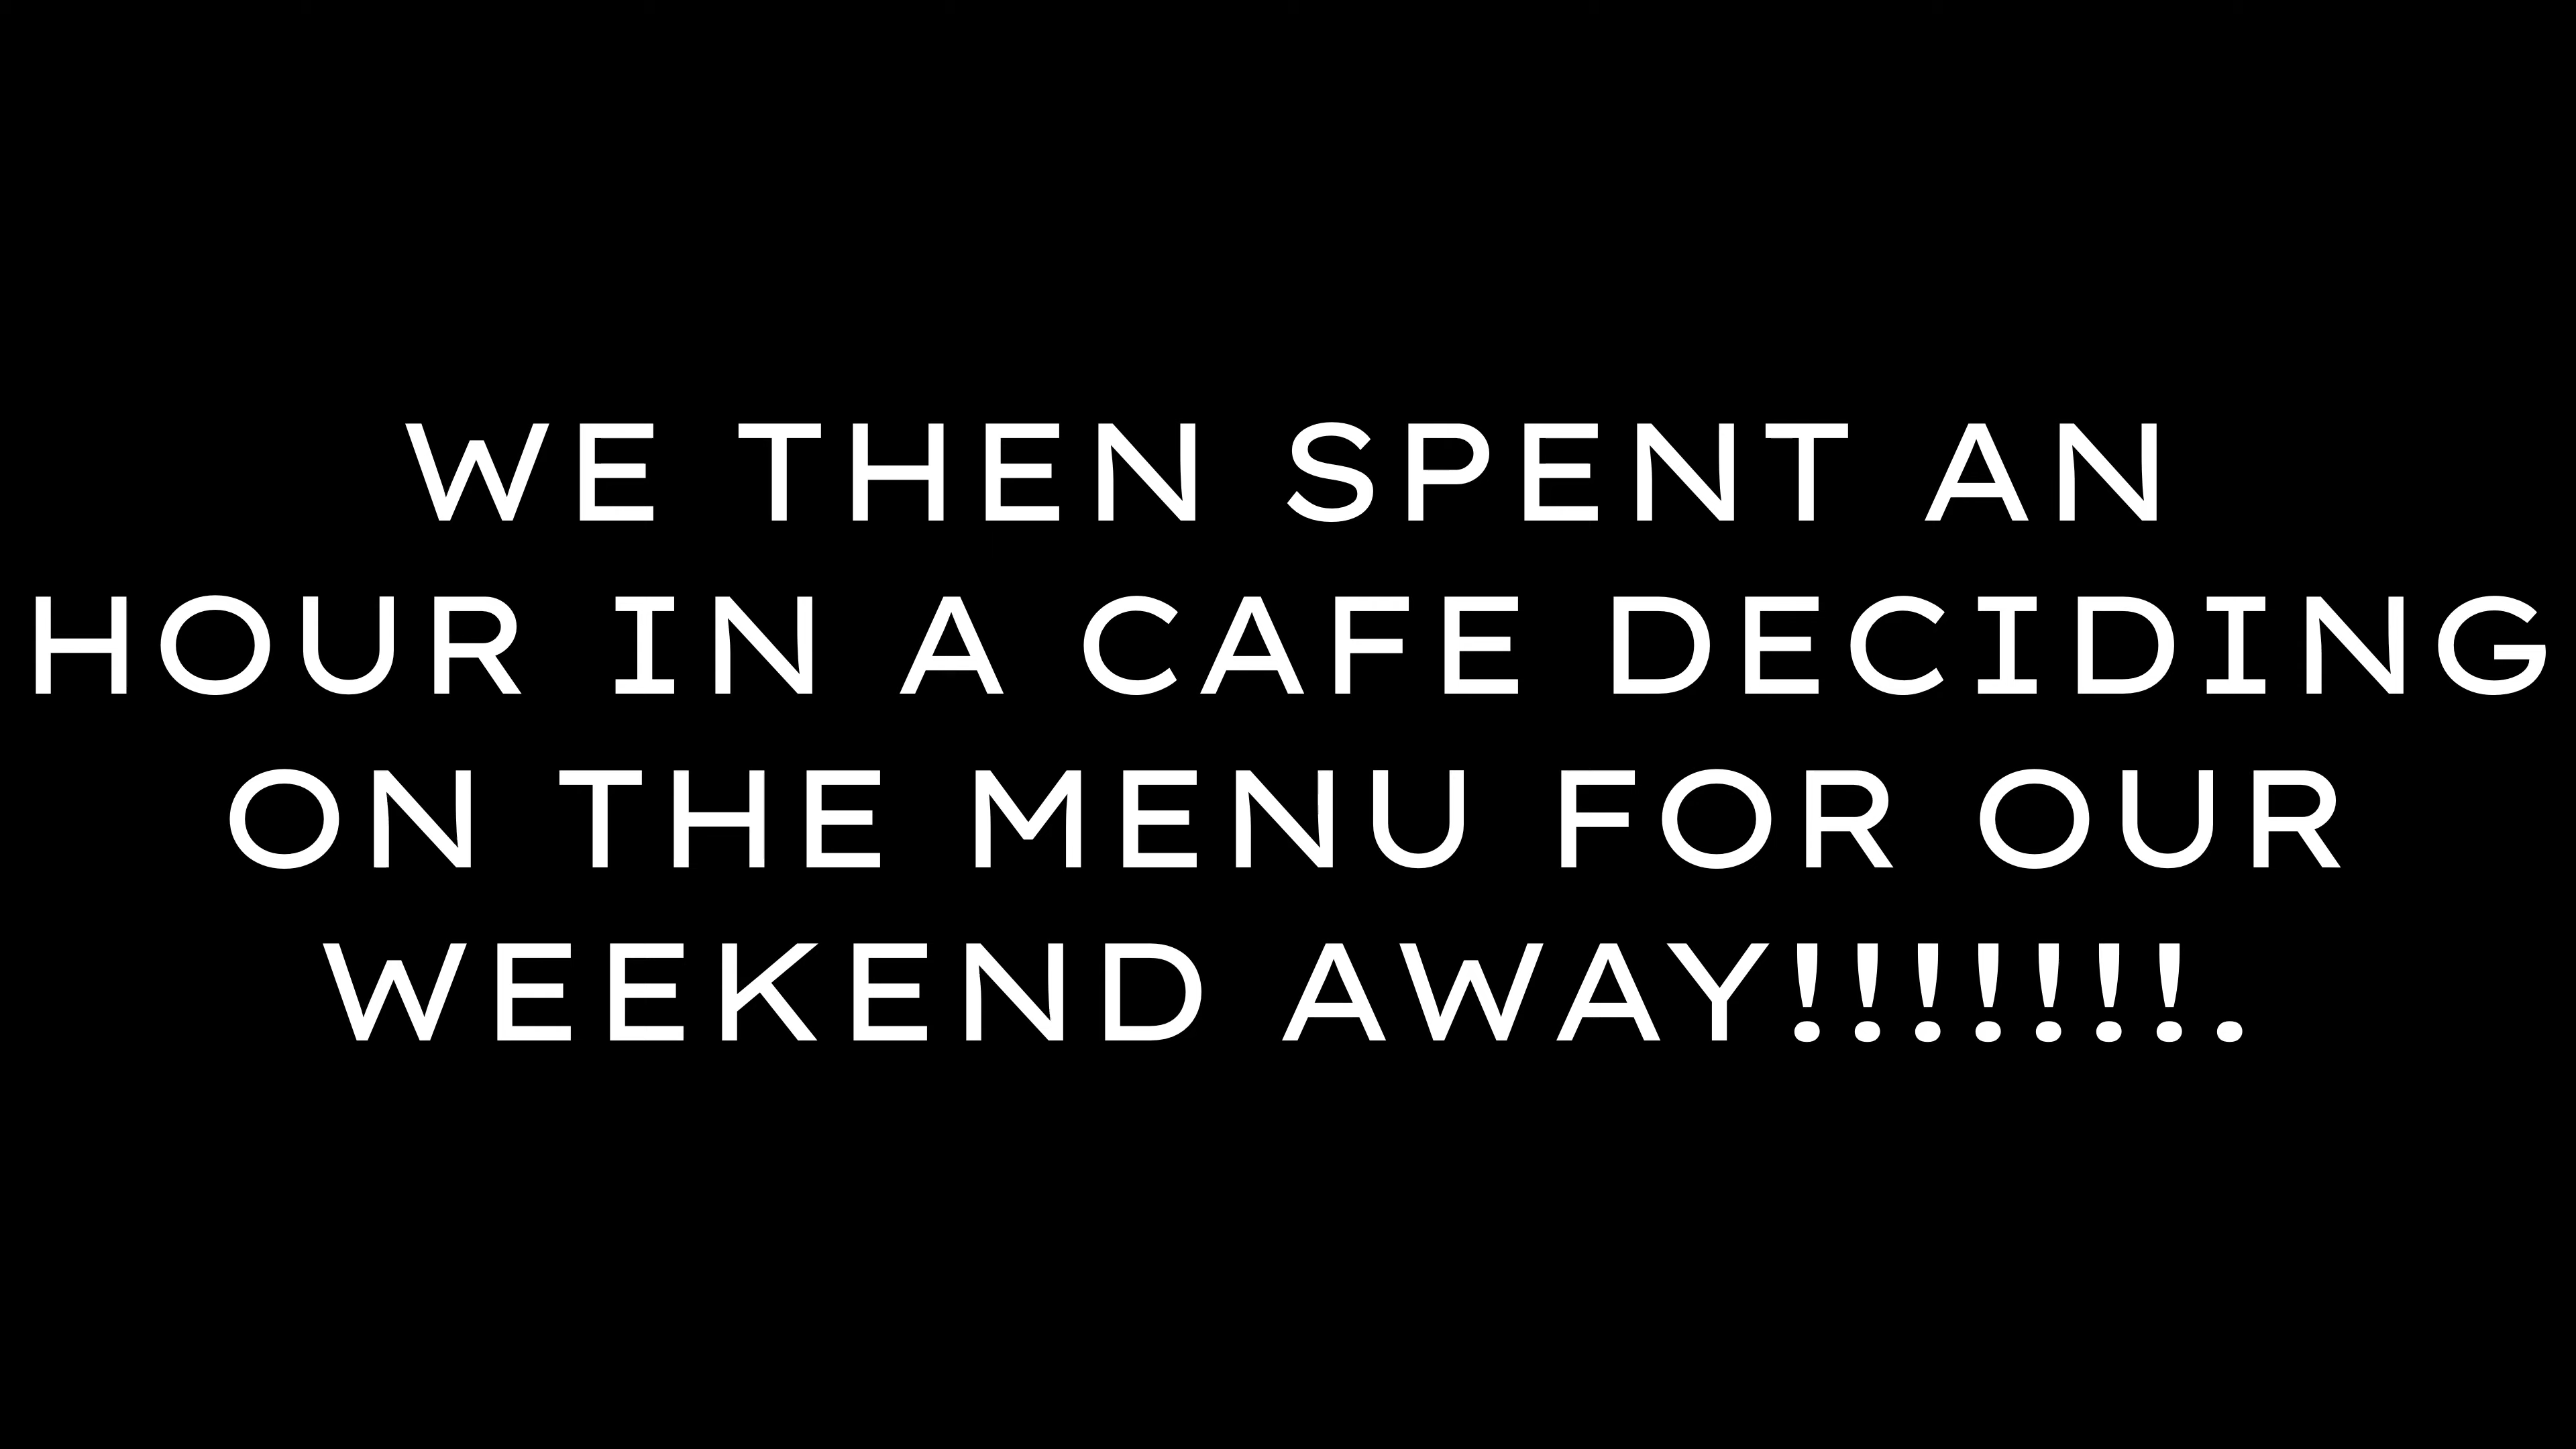 WE THEN SPENT AN
HOUR IN A CAFE DECIDING
ON THE MENU FOR OUR
WEEKEND AWAY!!!!!!!.